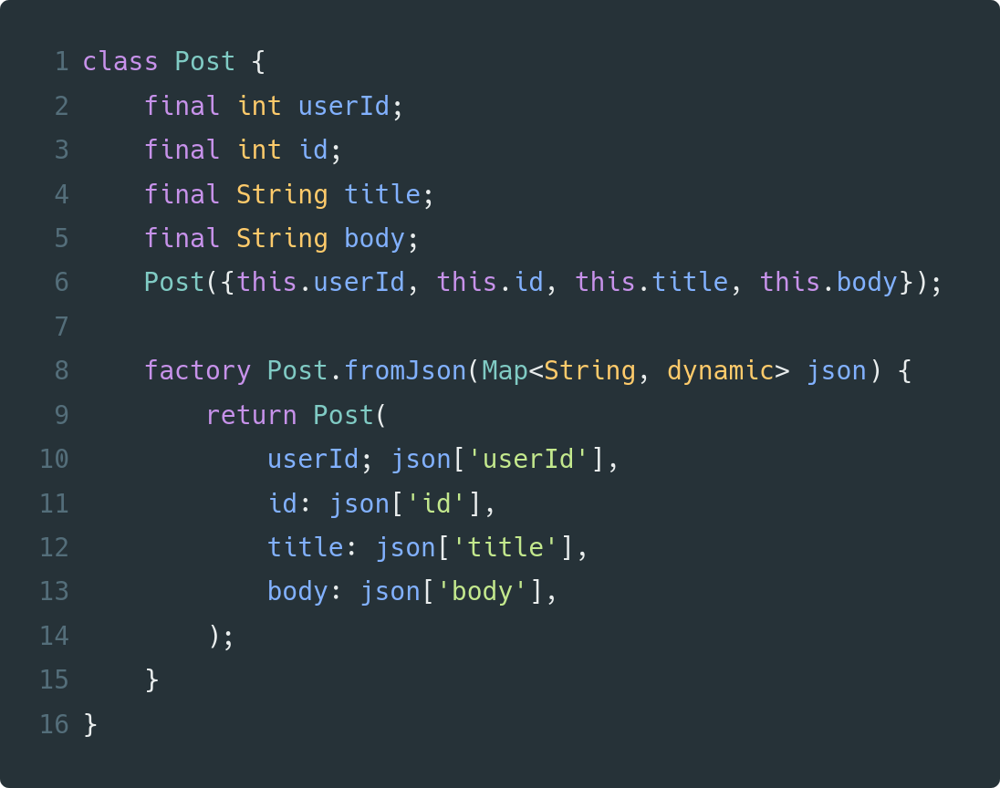 1 class Post {
2     final int userId;
3     final int id;
4     final String title;
5     final String body;
6     Post({this.userId, this.id, this.title, this.body});
7
8     factory Post.fromJson(Map<String, dynamic> json) {
9         return Post(
10             userId; json['userId'],
11             id: json['id'],
12             title: json['title'],
13             body: json['body'],
14         );
15     }
16 }